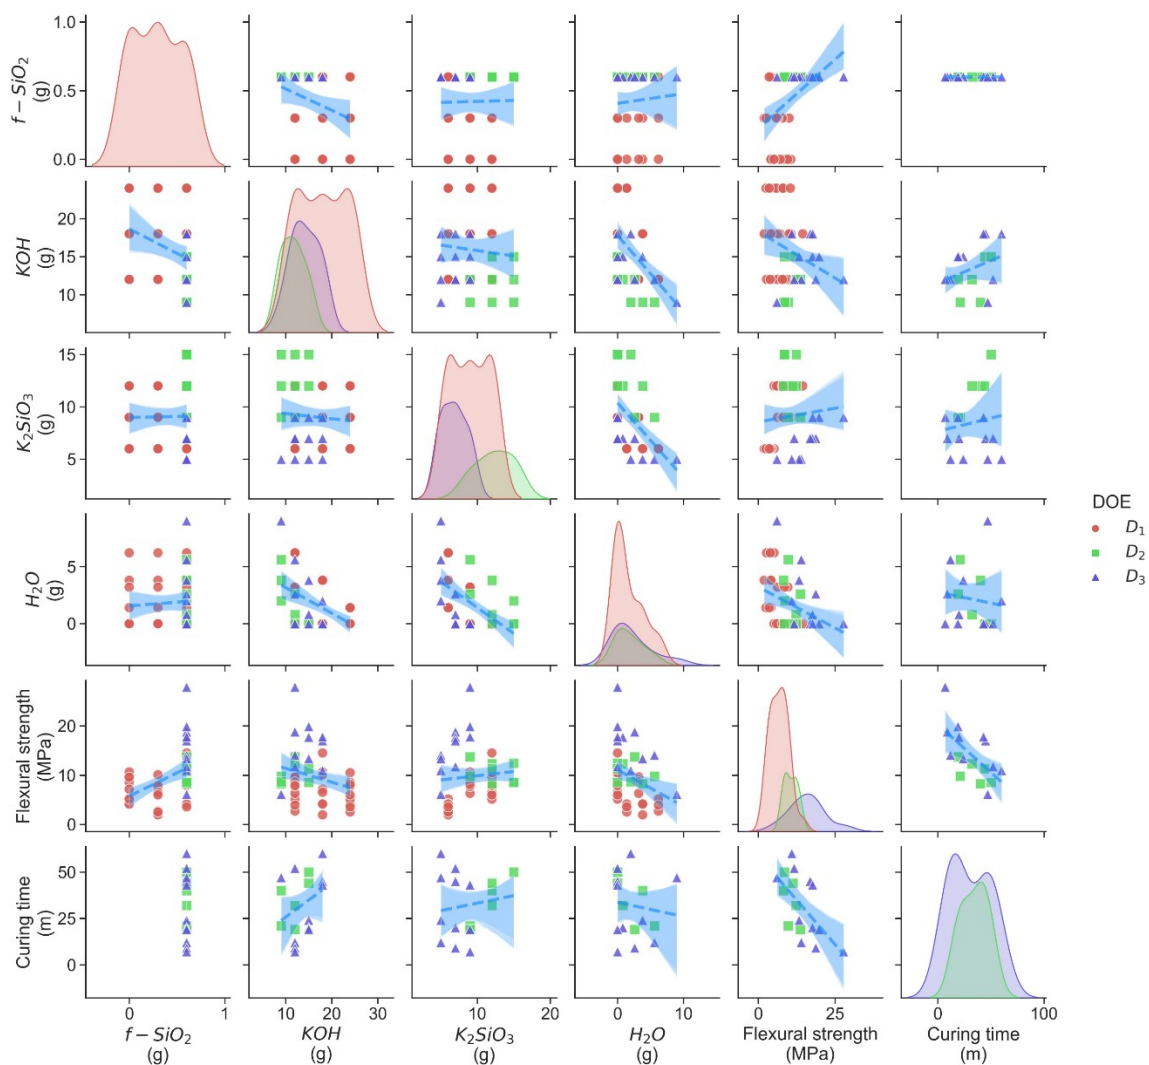 f − SiO₂
(g)
1.0
0.5
0.0
KOH
(g)
20
15
10
K₂SiO₃
(g)
15
10
5
H₂O
(g)
5
0
Flexural strength
(MPa)
20
10
0
Curing time
(m)
50
25
0
0 1 10 20 30 0 10 20 0 10 0 25 0 100
f − SiO₂ KOH K₂SiO₃ H₂O Flexural strength Curing time
(g) (g) (g) (g) (MPa) (m)
DOE
D₁
D₂
D₃